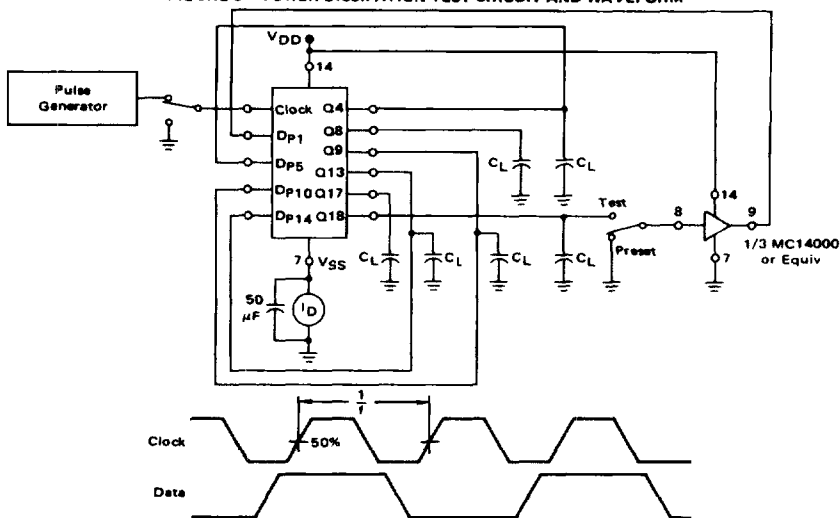 FIGURE 3 – POWER DISSIPATION TEST CIRCUIT AND WAVEFORM
VDD
14
Pulse
Generator
Clock Q4
DP1 Q8
DP5 Q9
Q13
DP10 Q17
DP14 Q18
CL CL
Test
Preset
8
14
9
7
1/3 MC14000
or Equiv
7 VSS
CL CL CL CL
50
μF
ID
1
f
Clock
50%
Data